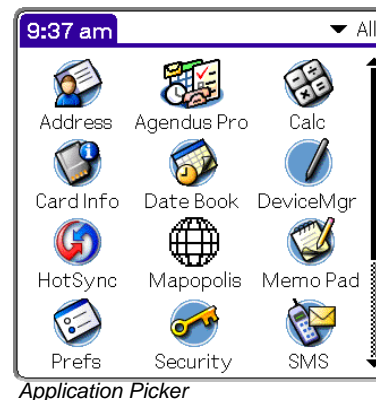 9:37 am All
Address Agendus Pro Calc
Card Info Date Book DeviceMgr
HotSync Mapopolis Memo Pad
Prefs Security SMS
Application Picker